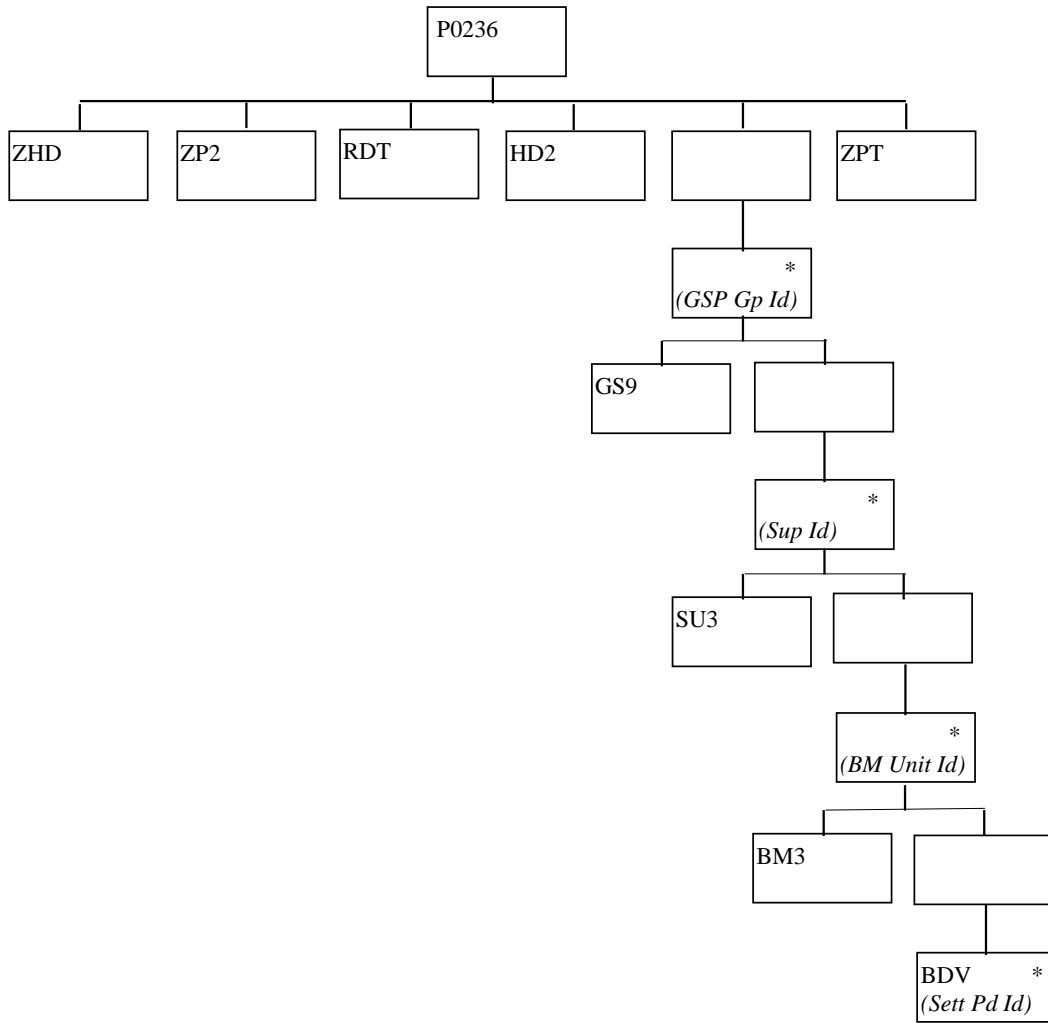 P0236
ZHD
ZP2
RDT
HD2
ZPT
*
(GSP Gp Id)
GS9
*
(Sup Id)
SU3
*
(BM Unit Id)
BM3
BDV *
(Sett Pd Id)